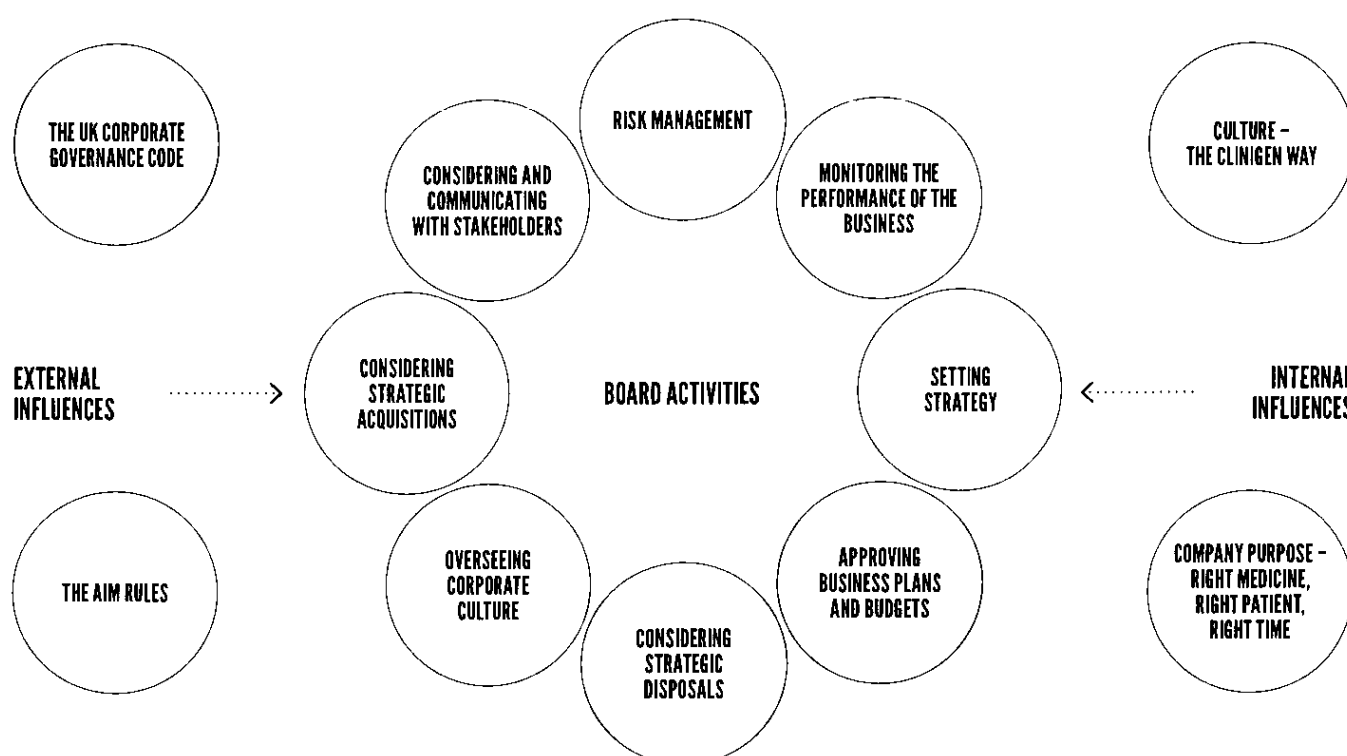 THE UK CORPORATE
GOVERNANCE CODE
CONSIDERING AND
COMMUNICATING
WITH STAKEHOLDERS
RISK MANAGEMENT
MONITORING THE
PERFORMANCE OF THE
BUSINESS
CULTURE –
THE CLINIGEN WAY
EXTERNAL
INFLUENCES
CONSIDERING
STRATEGIC
ACQUISITIONS
BOARD ACTIVITIES
SETTING
STRATEGY
INTERNAL
INFLUENCES
THE AIM RULES
OVERSEEING
CORPORATE
CULTURE
CONSIDERING
STRATEGIC
DISPOSALS
APPROVING
BUSINESS PLANS
AND BUDGETS
COMPANY PURPOSE –
RIGHT MEDICINE,
RIGHT PATIENT,
RIGHT TIME